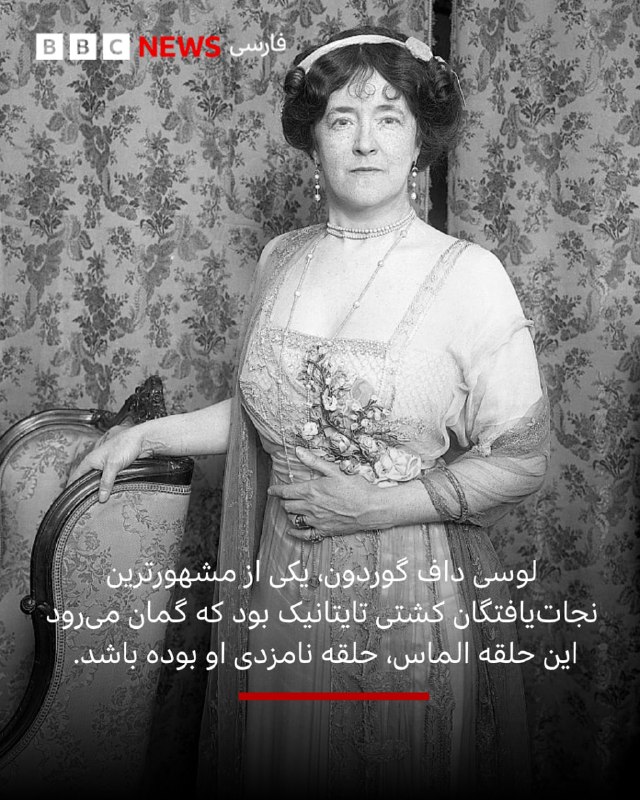 BBC NEWS فارسی
لوسی داف گوردون، یکی از مشهورترین
نجات‌یافتگان کشتی تایتانیک بود که گمان می‌رود
این حلقه الماس، حلقه نامزدی او بوده باشد.